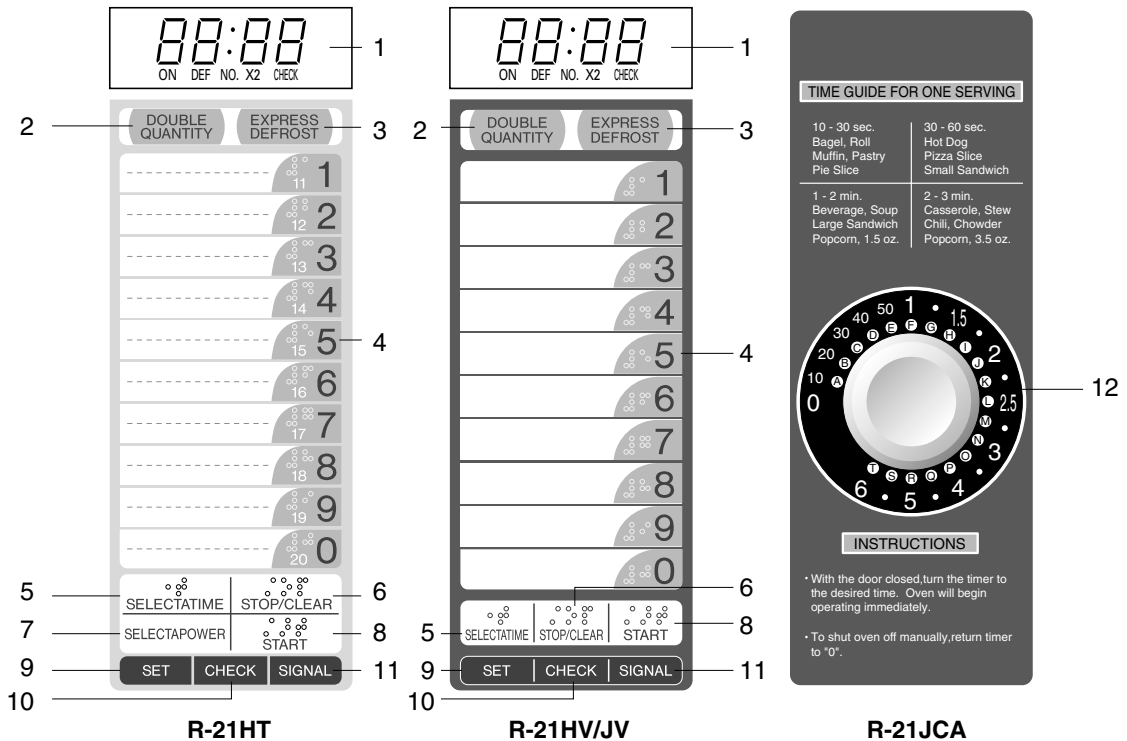 88:88
ON DEF NO. X2 CHECK
1
2
DOUBLE
QUANTITY
EXPRESS
DEFROST
3
11 1
12 2
13 3
14 4
15 5
4
16 6
17 7
18 8
19 9
20 0
5
SELECTATIME
STOP/CLEAR
6
7
SELECTAPOWER
START
8
9
SET CHECK SIGNAL
11
10
R-21HT
88:88
ON DEF NO. X2 CHECK
1
2
DOUBLE
QUANTITY
EXPRESS
DEFROST
3
1
2
3
4
5
4
6
7
8
9
0
6
5
SELECTATIME STOP/CLEAR START
8
9
SET CHECK SIGNAL
11
10
R-21HV/JV
TIME GUIDE FOR ONE SERVING
10 - 30 sec.
Bagel, Roll
Muffin, Pastry
Pie Slice
30 - 60 sec.
Hot Dog
Pizza Slice
Small Sandwich
1 - 2 min.
Beverage, Soup
Large Sandwich
Popcorn, 1.5 oz.
2 - 3 min.
Casserole, Stew
Chili, Chowder
Popcorn, 3.5 oz.
0 10 20 30 40 50 1 • 1.5 • 2 • 2.5 • 3 • 4 • 5 • 6
A B C D E F G H I J K L M N O P Q R S T
12
INSTRUCTIONS
• With the door closed,turn the timer to
the desired time. Oven will begin
operating immediately.
• To shut oven off manually,return timer
to "0".
R-21JCA